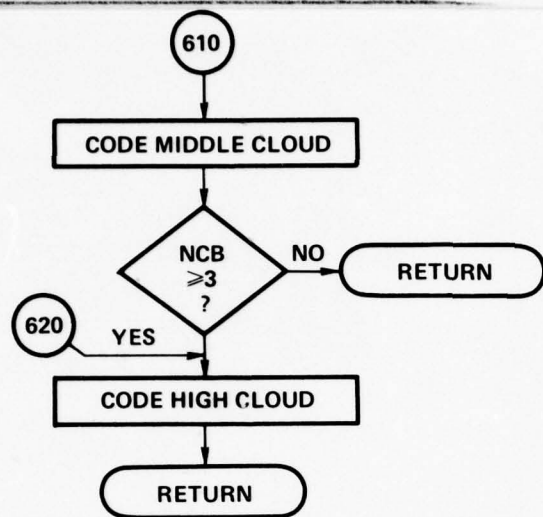 610
CODE MIDDLE CLOUD
NCB
≥3
?
NO
RETURN
620
YES
CODE HIGH CLOUD
RETURN